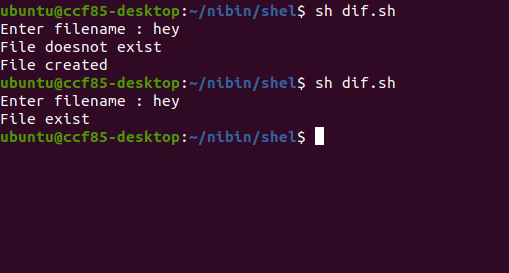 ubuntu@ccf85-desktop:~/nibin/shel$ sh dif.sh
Enter filename : hey
File doesnot exist
File created
ubuntu@ccf85-desktop:~/nibin/shel$ sh dif.sh
Enter filename : hey
File exist
ubuntu@ccf85-desktop:~/nibin/shel$